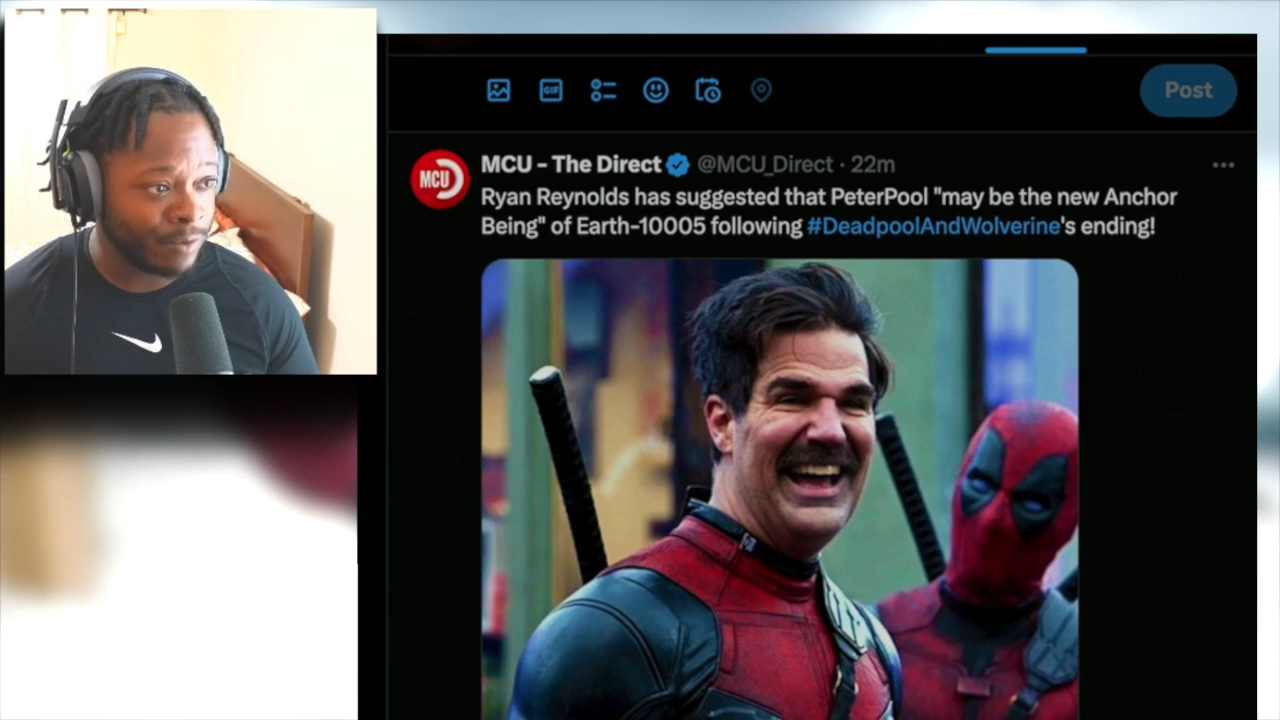 GIF
Post
MCU
MCU – The Direct @MCU_Direct · 22m
Ryan Reynolds has suggested that PeterPool "may be the new Anchor
Being" of Earth-10005 following #DeadpoolAndWolverine's ending!